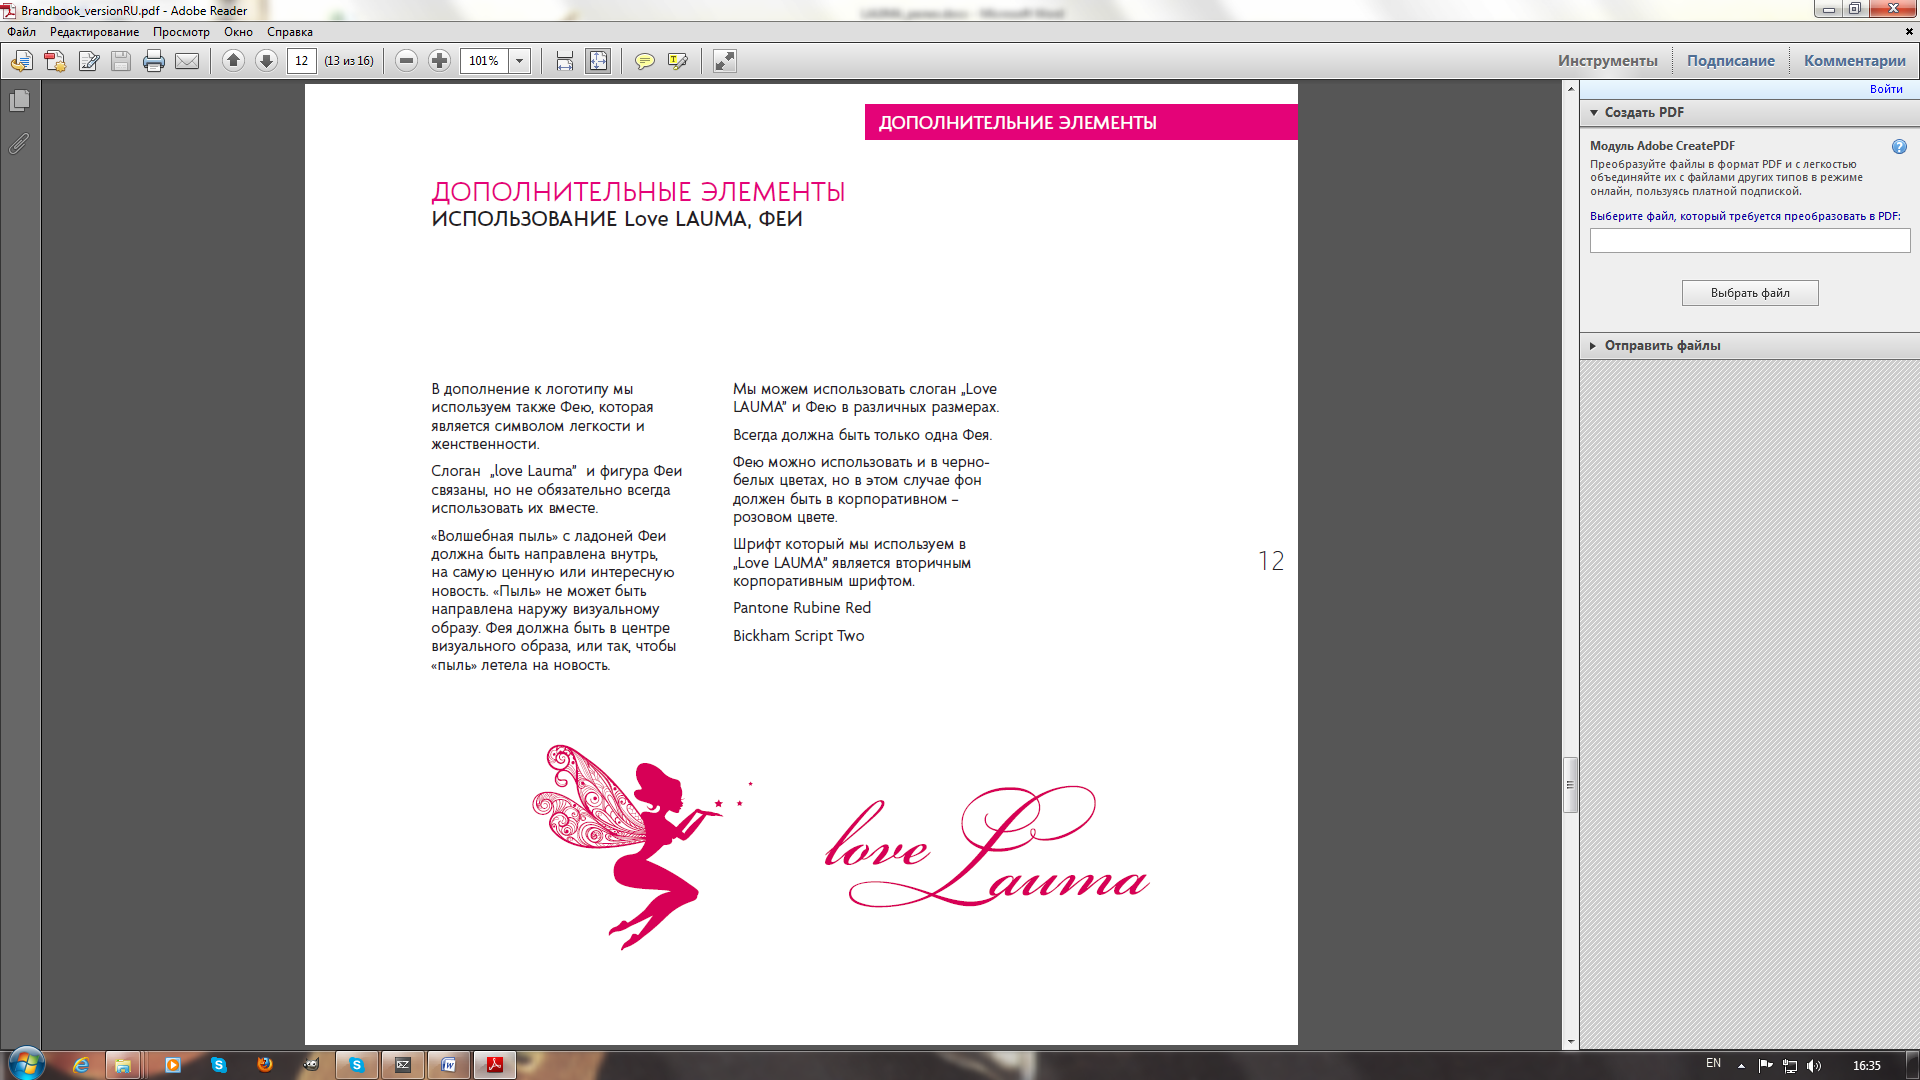 Brandbook_versionRU.pdf - Adobe Reader
Файл Редактирование Просмотр Окно Справка
12 (13 из 16) 101% Инструменты Подписание Комментарии
Войти
Создать PDF
Модуль Adobe CreatePDF
Преобразуйте файлы в формат PDF и с легкостью
объединяйте их с файлами других типов в режиме
онлайн, пользуясь платной подпиской.
Выберите файл, который требуется преобразовать в PDF:
Выбрать файл
Отправить файлы
ДОПОЛНИТЕЛЬНИЕ ЭЛЕМЕНТЫ
ДОПОЛНИТЕЛЬНЫЕ ЭЛЕМЕНТЫ
ИСПОЛЬЗОВАНИЕ Love LAUMA, ФЕИ
В дополнение к логотипу мы
используем также Фею, которая
является символом легкости и
женственности.
Слоган „love Lauma” и фигура Феи
связаны, но не обязательно всегда
использовать их вместе.
«Волшебная пыль» с ладоней Феи
должна быть направлена внутрь,
на самую ценную или интересную
новость. «Пыль» не может быть
направлена наружу визуальному
образу. Фея должна быть в центре
визуального образа, или так, чтобы
«пыль» летела на новость.
Мы можем использовать слоган „Love
LAUMA” и Фею в различных размерах.
Всегда должна быть только одна Фея.
Фею можно использовать и в черно-
белых цветах, но в этом случае фон
должен быть в корпоративном –
розовом цвете.
Шрифт который мы используем в
„Love LAUMA” является вторичным
корпоративным шрифтом.
Pantone Rubine Red
Bickham Script Two
12
love Lauma
EN 16:35